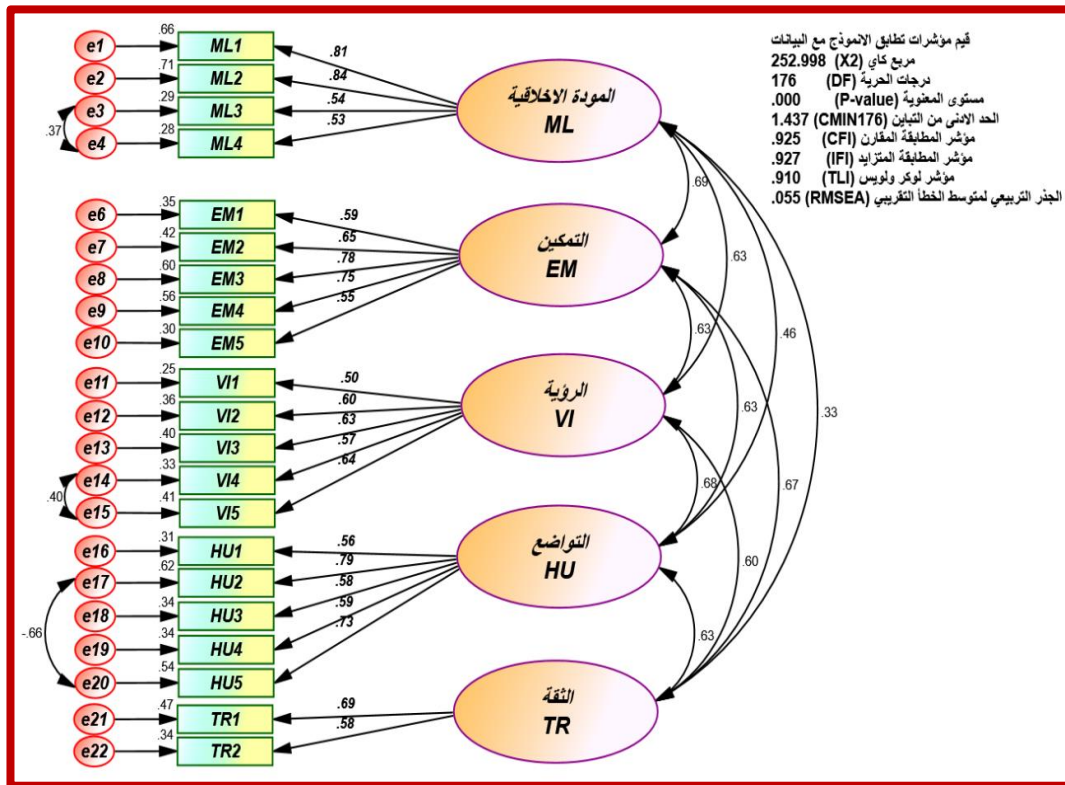 قيم مؤشرات تطابق الانموذج مع البيانات
مربع كاي (X2) 252.998
درجات الحرية (DF) 176
مستوى المعنوية (P-value) .000
الحد الادنى من التباين (CMIN176) 1.437
مؤشر المطابقة المقارن (CFI) .925
مؤشر المطابقة المتزايد (IFI) .927
مؤشر لوكر ولويس (TLI) .910
الجذر التربيعي لمتوسط الخطأ التقريبي (RMSEA) .055
e1 .66 ML1 .81
e2 .71 ML2 .84
e3 .29 ML3 .54
e4 .28 ML4 .53
.37
المودة الاخلاقية
ML
e6 .35 EM1 .59
e7 .42 EM2 .65
e8 .60 EM3 .78
e9 .56 EM4 .75
e10 .30 EM5 .55
التمكين
EM
e11 .25 VI1 .50
e12 .36 VI2 .60
e13 .40 VI3 .63
e14 .33 VI4 .57
e15 .41 VI5 .64
.40
الرؤية
VI
e16 .31 HU1 .56
e17 .62 HU2 .79
e18 .34 HU3 .58
e19 .34 HU4 .59
e20 .54 HU5 .73
-.66
التواضع
HU
e21 .47 TR1 .69
e22 .34 TR2 .58
الثقة
TR
.69
.63
.46
.33
.63
.63
.67
.68
.60
.63